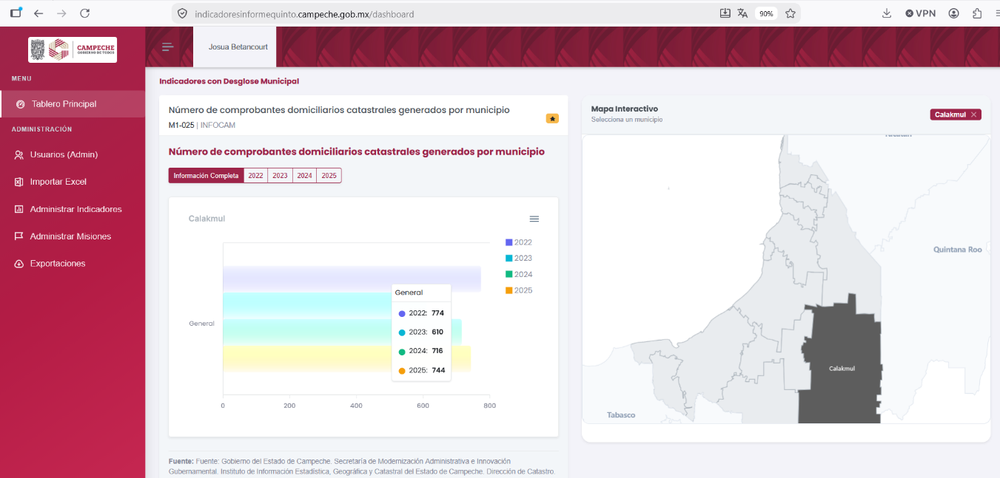 indicadoresinformequinto.campeche.gob.mx/dashboard
90%
VPN
CAMPECHE
GOBIERNO DE TODOS
Josua Betancourt
MENU
Tablero Principal
ADMINISTRACIÓN
Usuarios (Admin)
Importar Excel
Administrar Indicadores
Administrar Misiones
Exportaciones
Indicadores con Desglose Municipal
Número de comprobantes domiciliarios catastrales generados por municipio
M1-025 | INFOCAM
Número de comprobantes domiciliarios catastrales generados por municipio
Información Completa 2022 2023 2024 2025
Calakmul
2022
2023
2024
2025
General
General
2022: 774
2023: 610
2024: 716
2025: 744
0 200 400 600 800
Fuente: Fuente: Gobierno del Estado de Campeche. Secretaría de Modernización Administrativa e Innovación
Gubernamental. Instituto de Información Estadística, Geográfica y Catastral del Estado de Campeche. Dirección de Catastro.
Mapa Interactivo
Selecciona un municipio
Calakmul ×
Quintana Roo
Calakmul
Tabasco